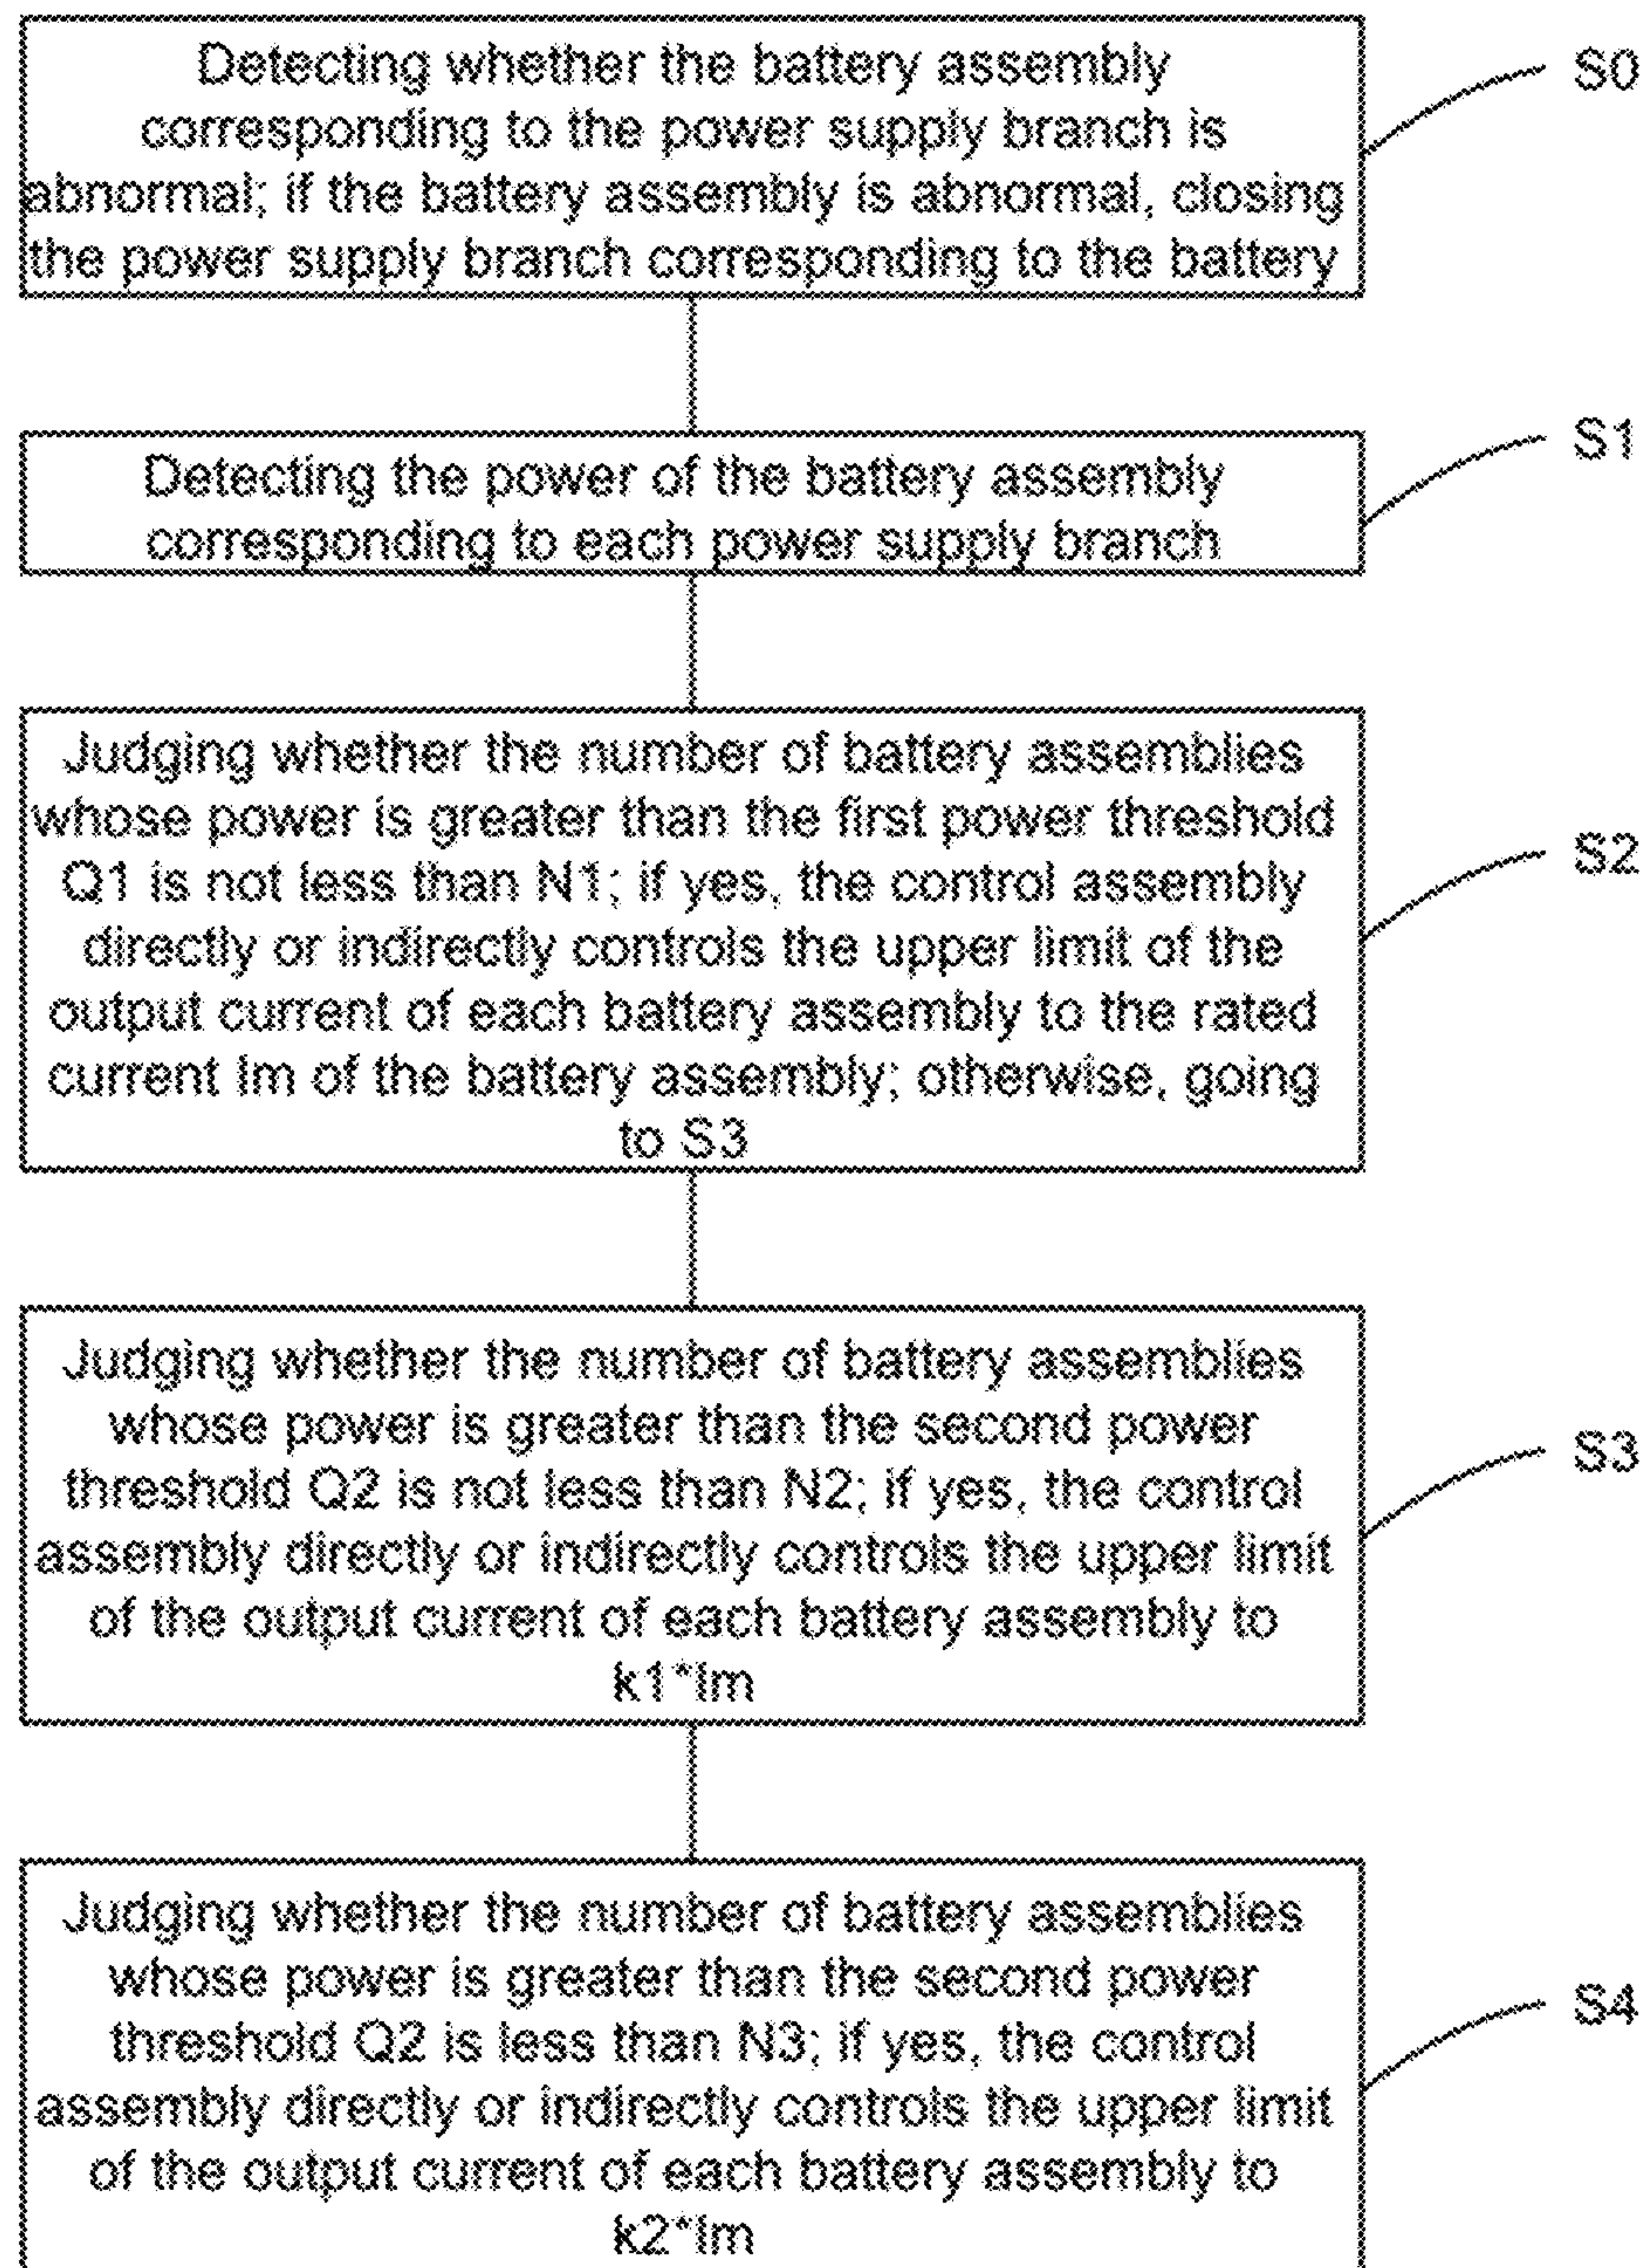 Detecting whether the battery assembly
corresponding to the power supply branch is
abnormal; if the battery assembly is abnormal, closing
the power supply branch corresponding to the battery
S0
Detecting the power of the battery assembly
corresponding to each power supply branch
S1
Judging whether the number of battery assemblies
whose power is greater than the first power threshold
Q1 is not less than N1; if yes, the control assembly
directly or indirectly controls the upper limit of the
output current of each battery assembly to the rated
current Im of the battery assembly; otherwise, going
to S3
S2
Judging whether the number of battery assemblies
whose power is greater than the second power
threshold Q2 is not less than N2; if yes, the control
assembly directly or indirectly controls the upper limit
of the output current of each battery assembly to
k1*Im
S3
Judging whether the number of battery assemblies
whose power is greater than the second power
threshold Q2 is less than N3; if yes, the control
assembly directly or indirectly controls the upper limit
of the output current of each battery assembly to
k2*Im
S4